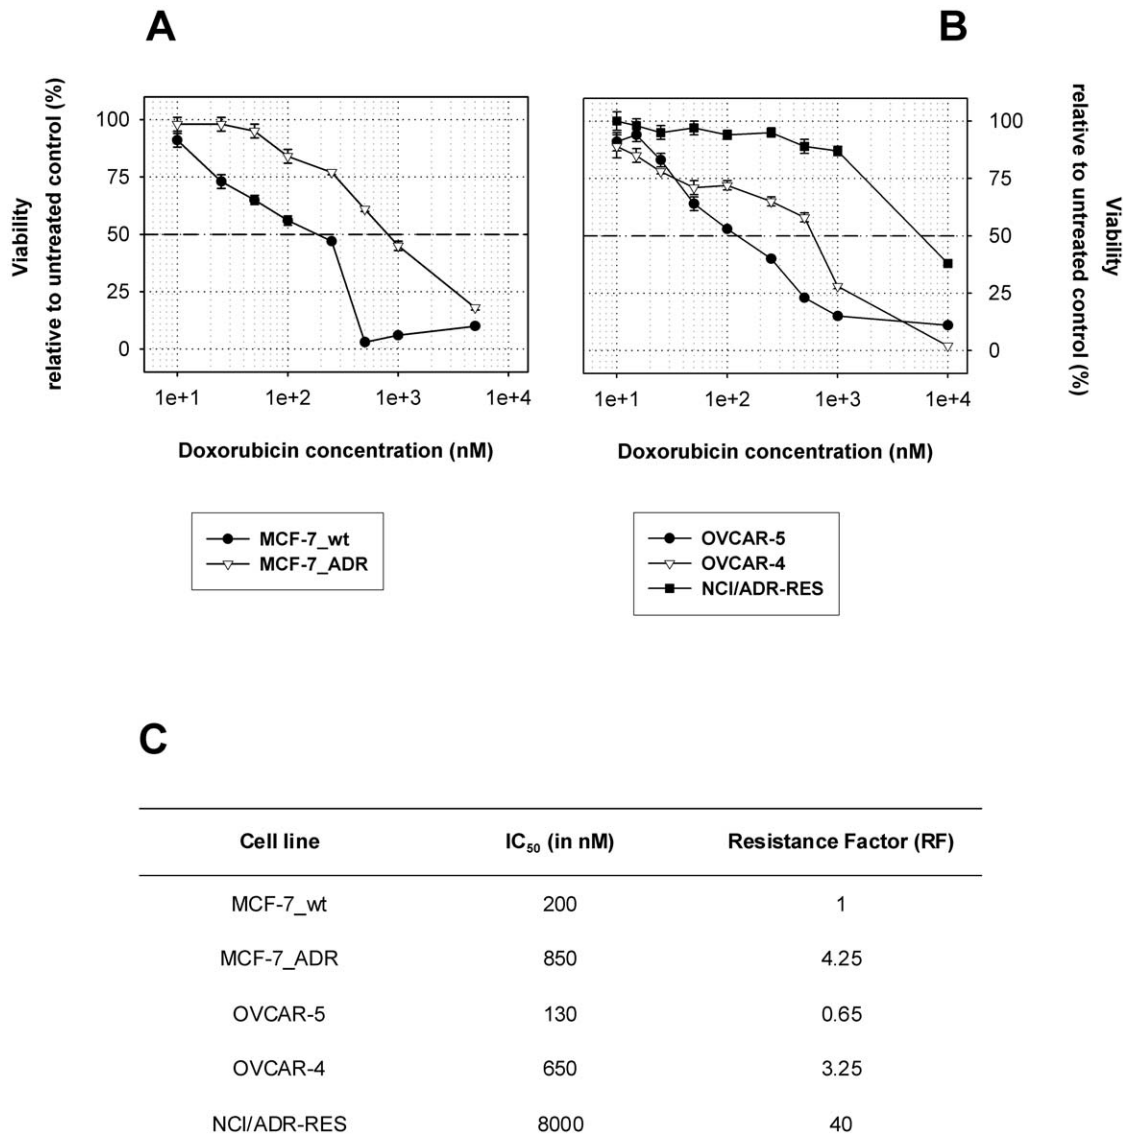 A
B
Viability
relative to untreated control (%)
100
75
50
25
0
1e+1 1e+2 1e+3 1e+4
Doxorubicin concentration (nM)
MCF-7_wt
MCF-7_ADR
100
75
50
25
0
Viability
relative to untreated control (%)
1e+1 1e+2 1e+3 1e+4
Doxorubicin concentration (nM)
OVCAR-5
OVCAR-4
NCI/ADR-RES
C
Cell line IC50 (in nM) Resistance Factor (RF)
MCF-7_wt 200 1
MCF-7_ADR 850 4.25
OVCAR-5 130 0.65
OVCAR-4 650 3.25
NCI/ADR-RES 8000 40